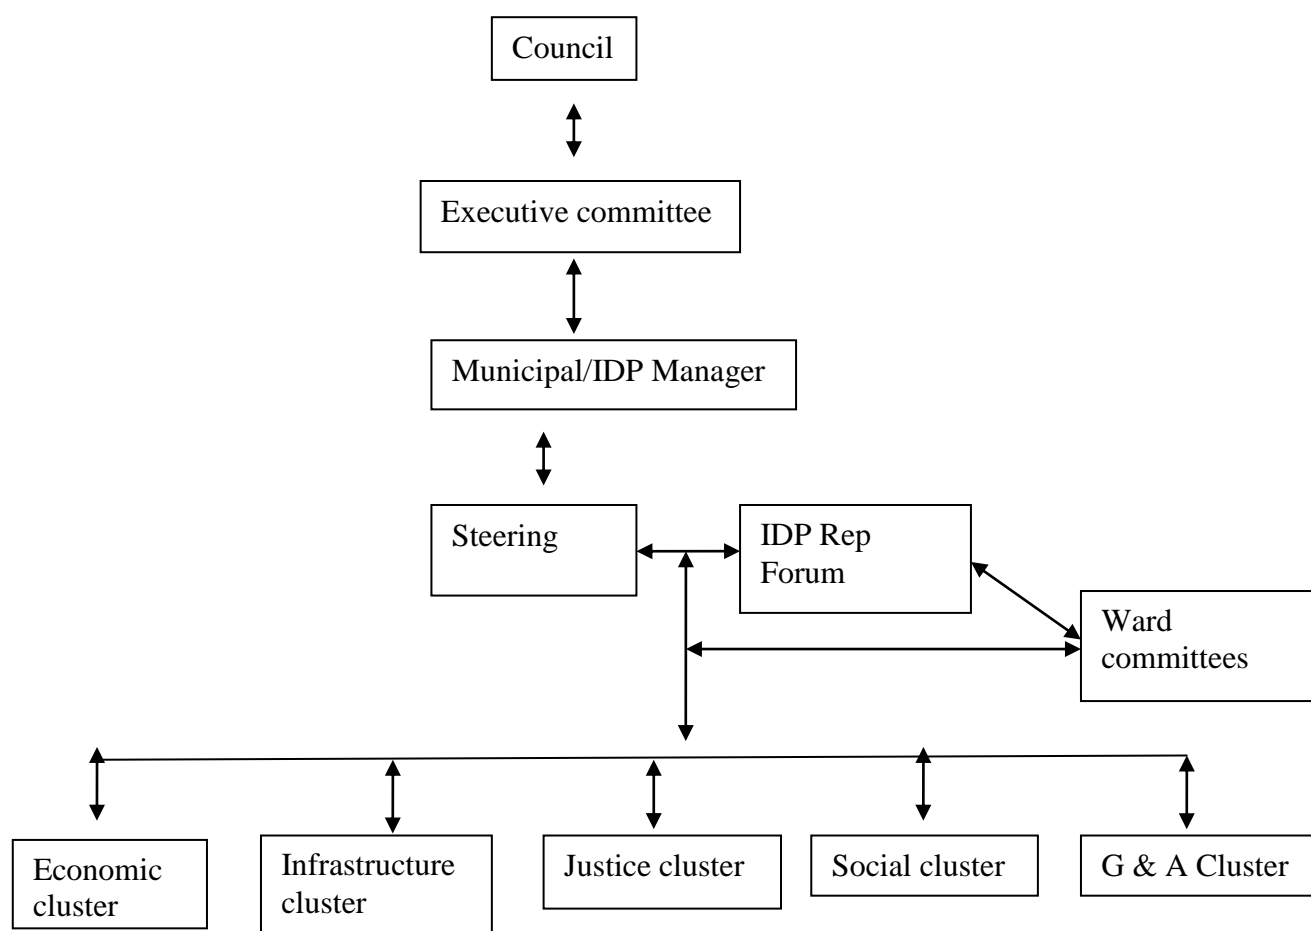 Council
Executive committee
Municipal/IDP Manager
Steering
IDP Rep
Forum
Ward
committees
Economic
cluster
Infrastructure
cluster
Justice cluster
Social cluster
G & A Cluster